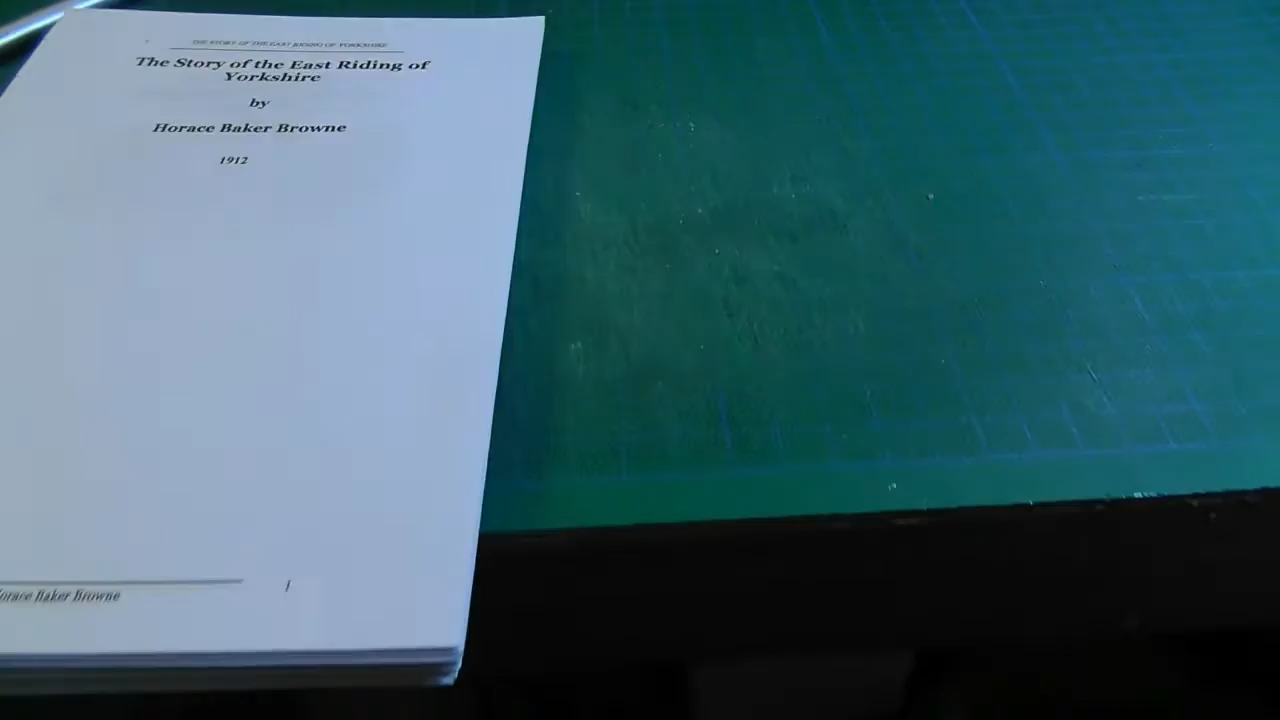 THE STORY OF THE EAST RIDING OF YORKSHIRE
The Story of the East Riding of
Yorkshire
by
Horace Baker Browne
1912
Horace Baker Browne
1